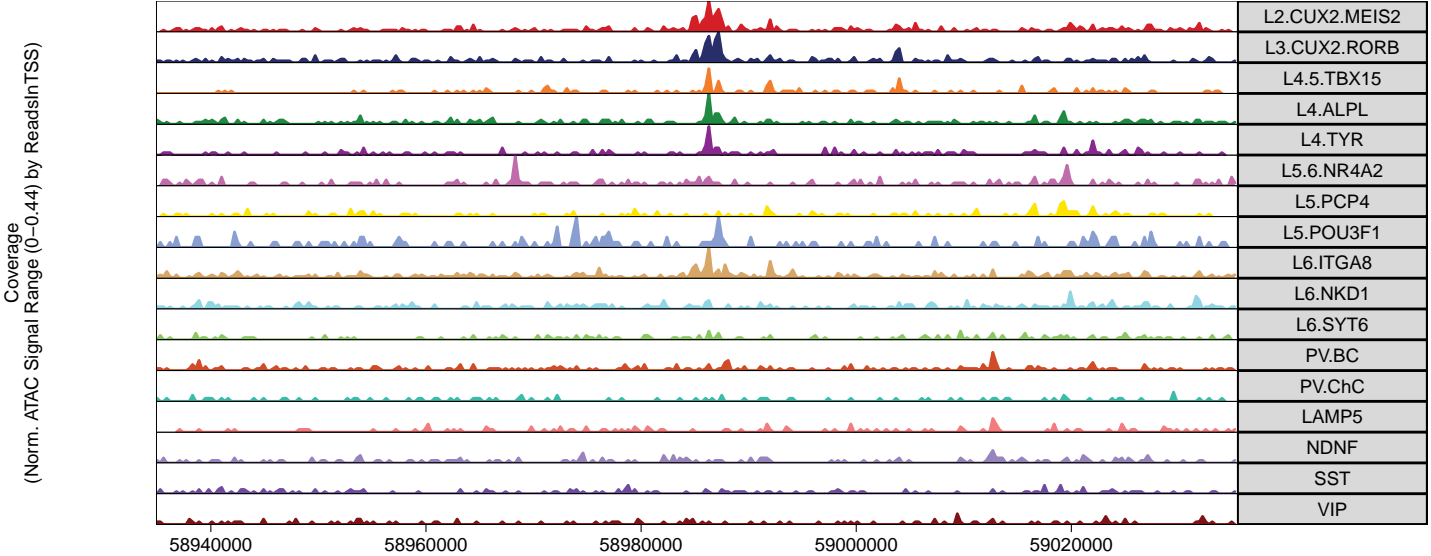 Coverage
(Norm. ATAC Signal Range (0−0.44) by ReadsInTSS)
L2.CUX2.MEIS2
L3.CUX2.RORB
L4.5.TBX15
L4.ALPL
L4.TYR
L5.6.NR4A2
L5.PCP4
L5.POU3F1
L6.ITGA8
L6.NKD1
L6.SYT6
PV.BC
PV.ChC
LAMP5
NDNF
SST
VIP
58940000 58960000 58980000 59000000 59020000